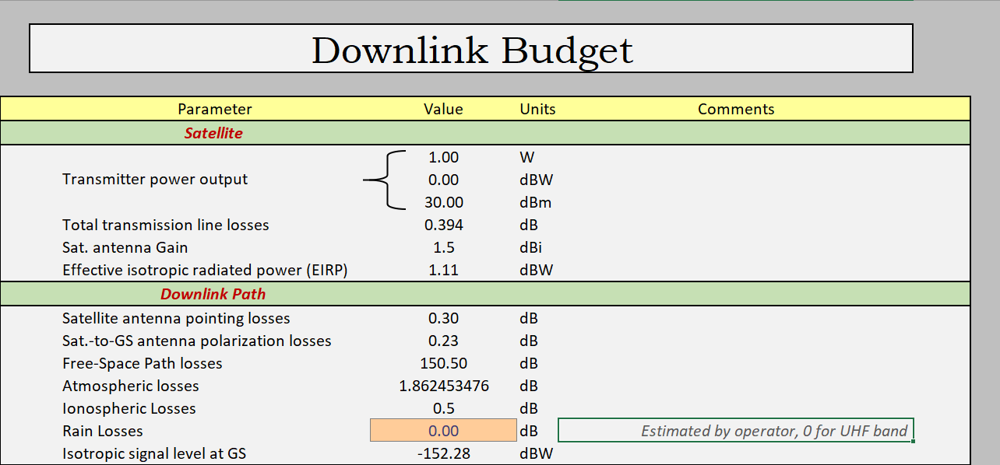 Downlink Budget
Parameter Value Units Comments
Satellite
1.00 W
Transmitter power output 0.00 dBW
30.00 dBm
Total transmission line losses 0.394 dB
Sat. antenna Gain 1.5 dBi
Effective isotropic radiated power (EIRP) 1.11 dBW
Downlink Path
Satellite antenna pointing losses 0.30 dB
Sat.-to-GS antenna polarization losses 0.23 dB
Free-Space Path losses 150.50 dB
Atmospheric losses 1.862453476 dB
Ionospheric Losses 0.5 dB
Rain Losses 0.00 dB Estimated by operator, 0 for UHF band
Isotropic signal level at GS -152.28 dBW